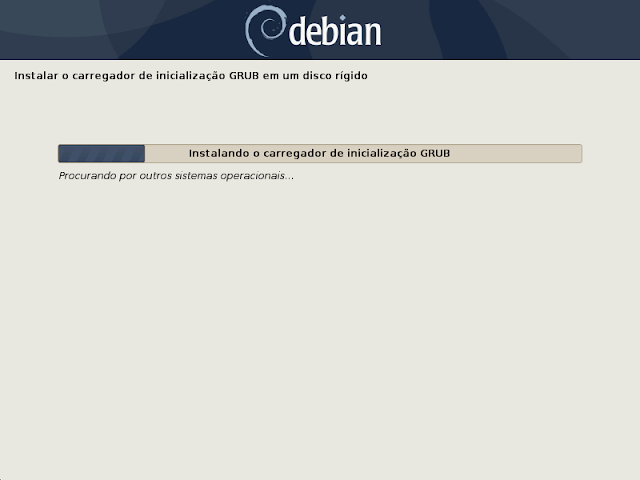 debian
Instalar o carregador de inicialização GRUB em um disco rígido
Instalando o carregador de inicialização GRUB
Procurando por outros sistemas operacionais...